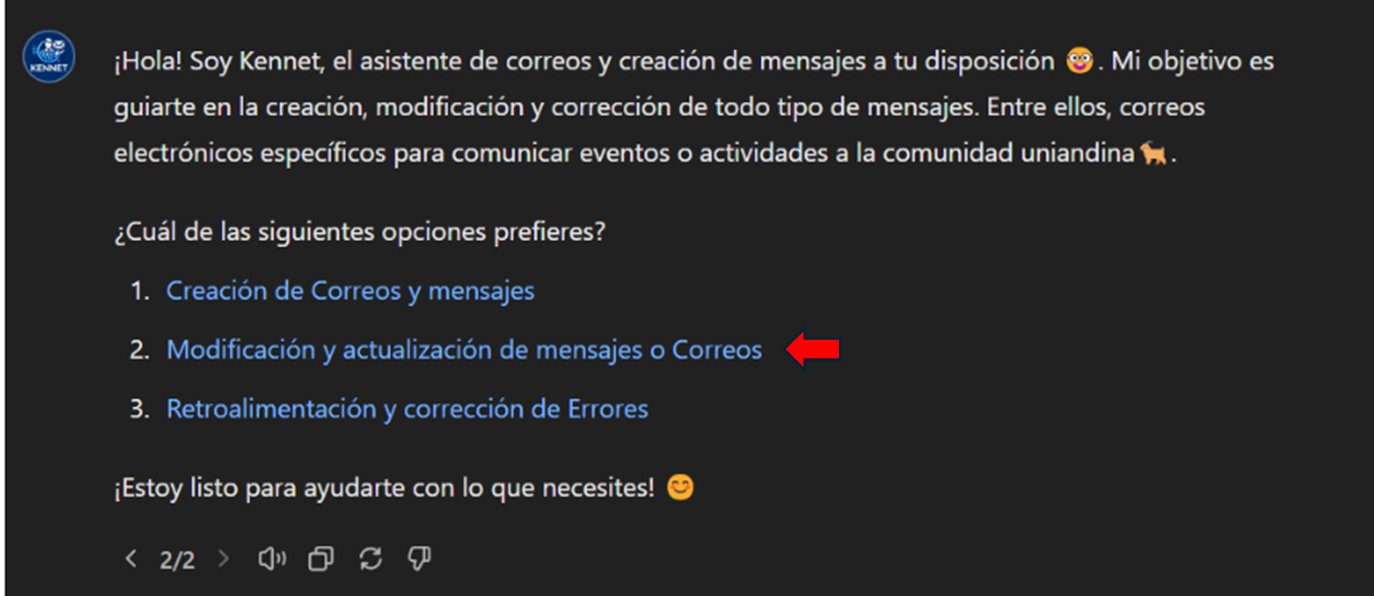 KENNET
¡Hola! Soy Kennet, el asistente de correos y creación de mensajes a tu disposición 🤡. Mi objetivo es
guiarte en la creación, modificación y corrección de todo tipo de mensajes. Entre ellos, correos
electrónicos específicos para comunicar eventos o actividades a la comunidad uniandina🐐.
¿Cuál de las siguientes opciones prefieres?
1. Creación de Correos y mensajes
2. Modificación y actualización de mensajes o Correos
3. Retroalimentación y corrección de Errores
¡Estoy listo para ayudarte con lo que necesites! 😊
2/2